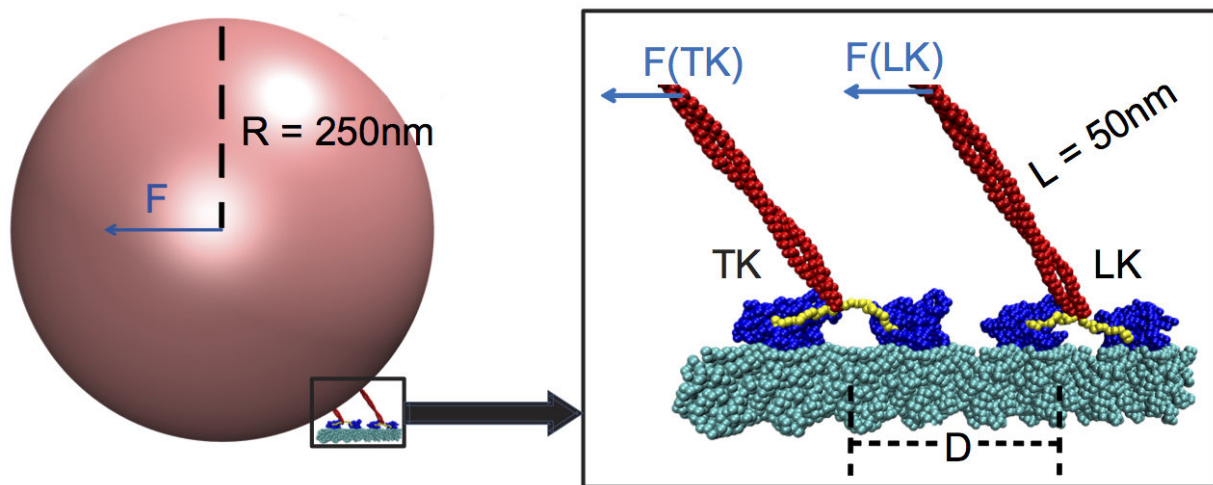 R = 250nm
F
F(TK)
F(LK)
L = 50nm
TK
LK
D